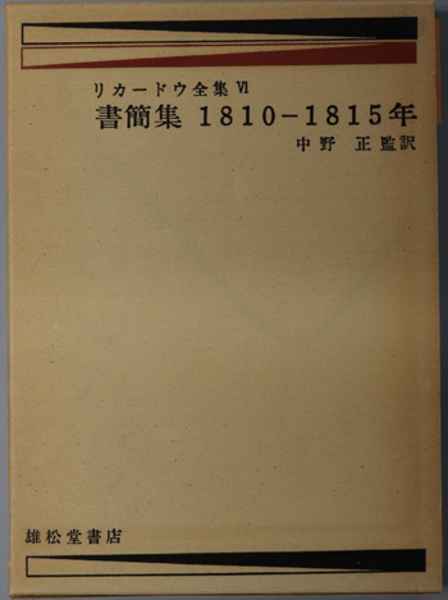 リカードウ全集 Ⅵ
書簡集 1810-1815年
中野 正監訳
雄松堂書店